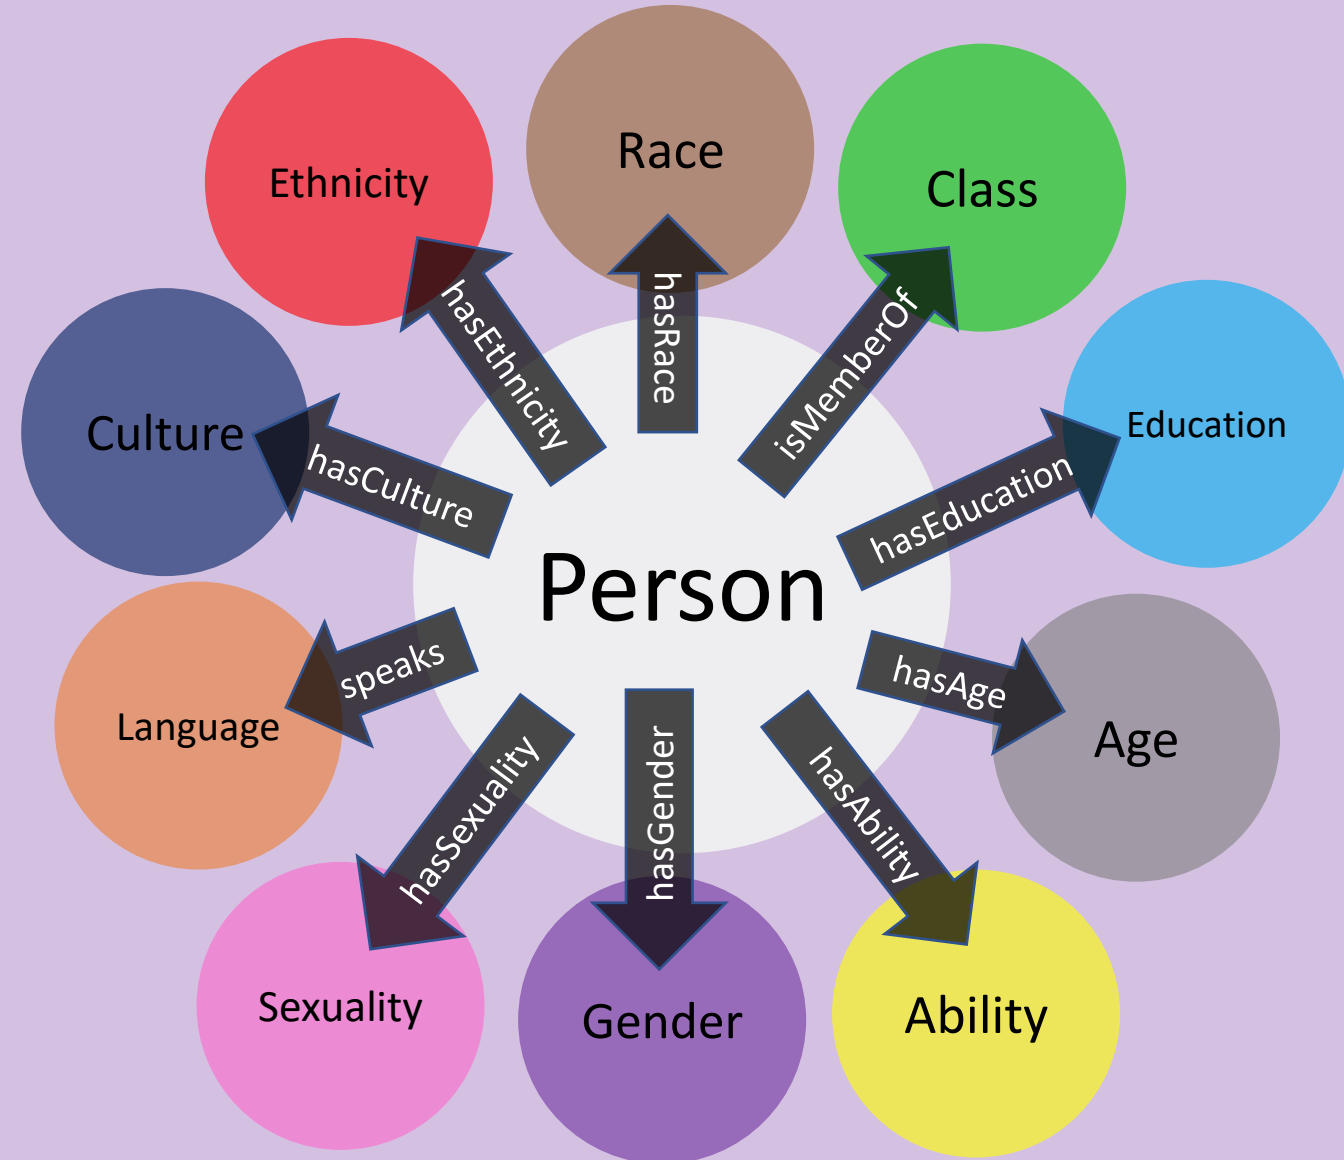 Race
Ethnicity
Class
hasRace
hasEthnicity
isMemberOf
Culture
Education
hasCulture
hasEducation
Person
speaks
hasAge
Language
Age
hasSexuality
hasGender
hasAbility
Sexuality
Gender
Ability